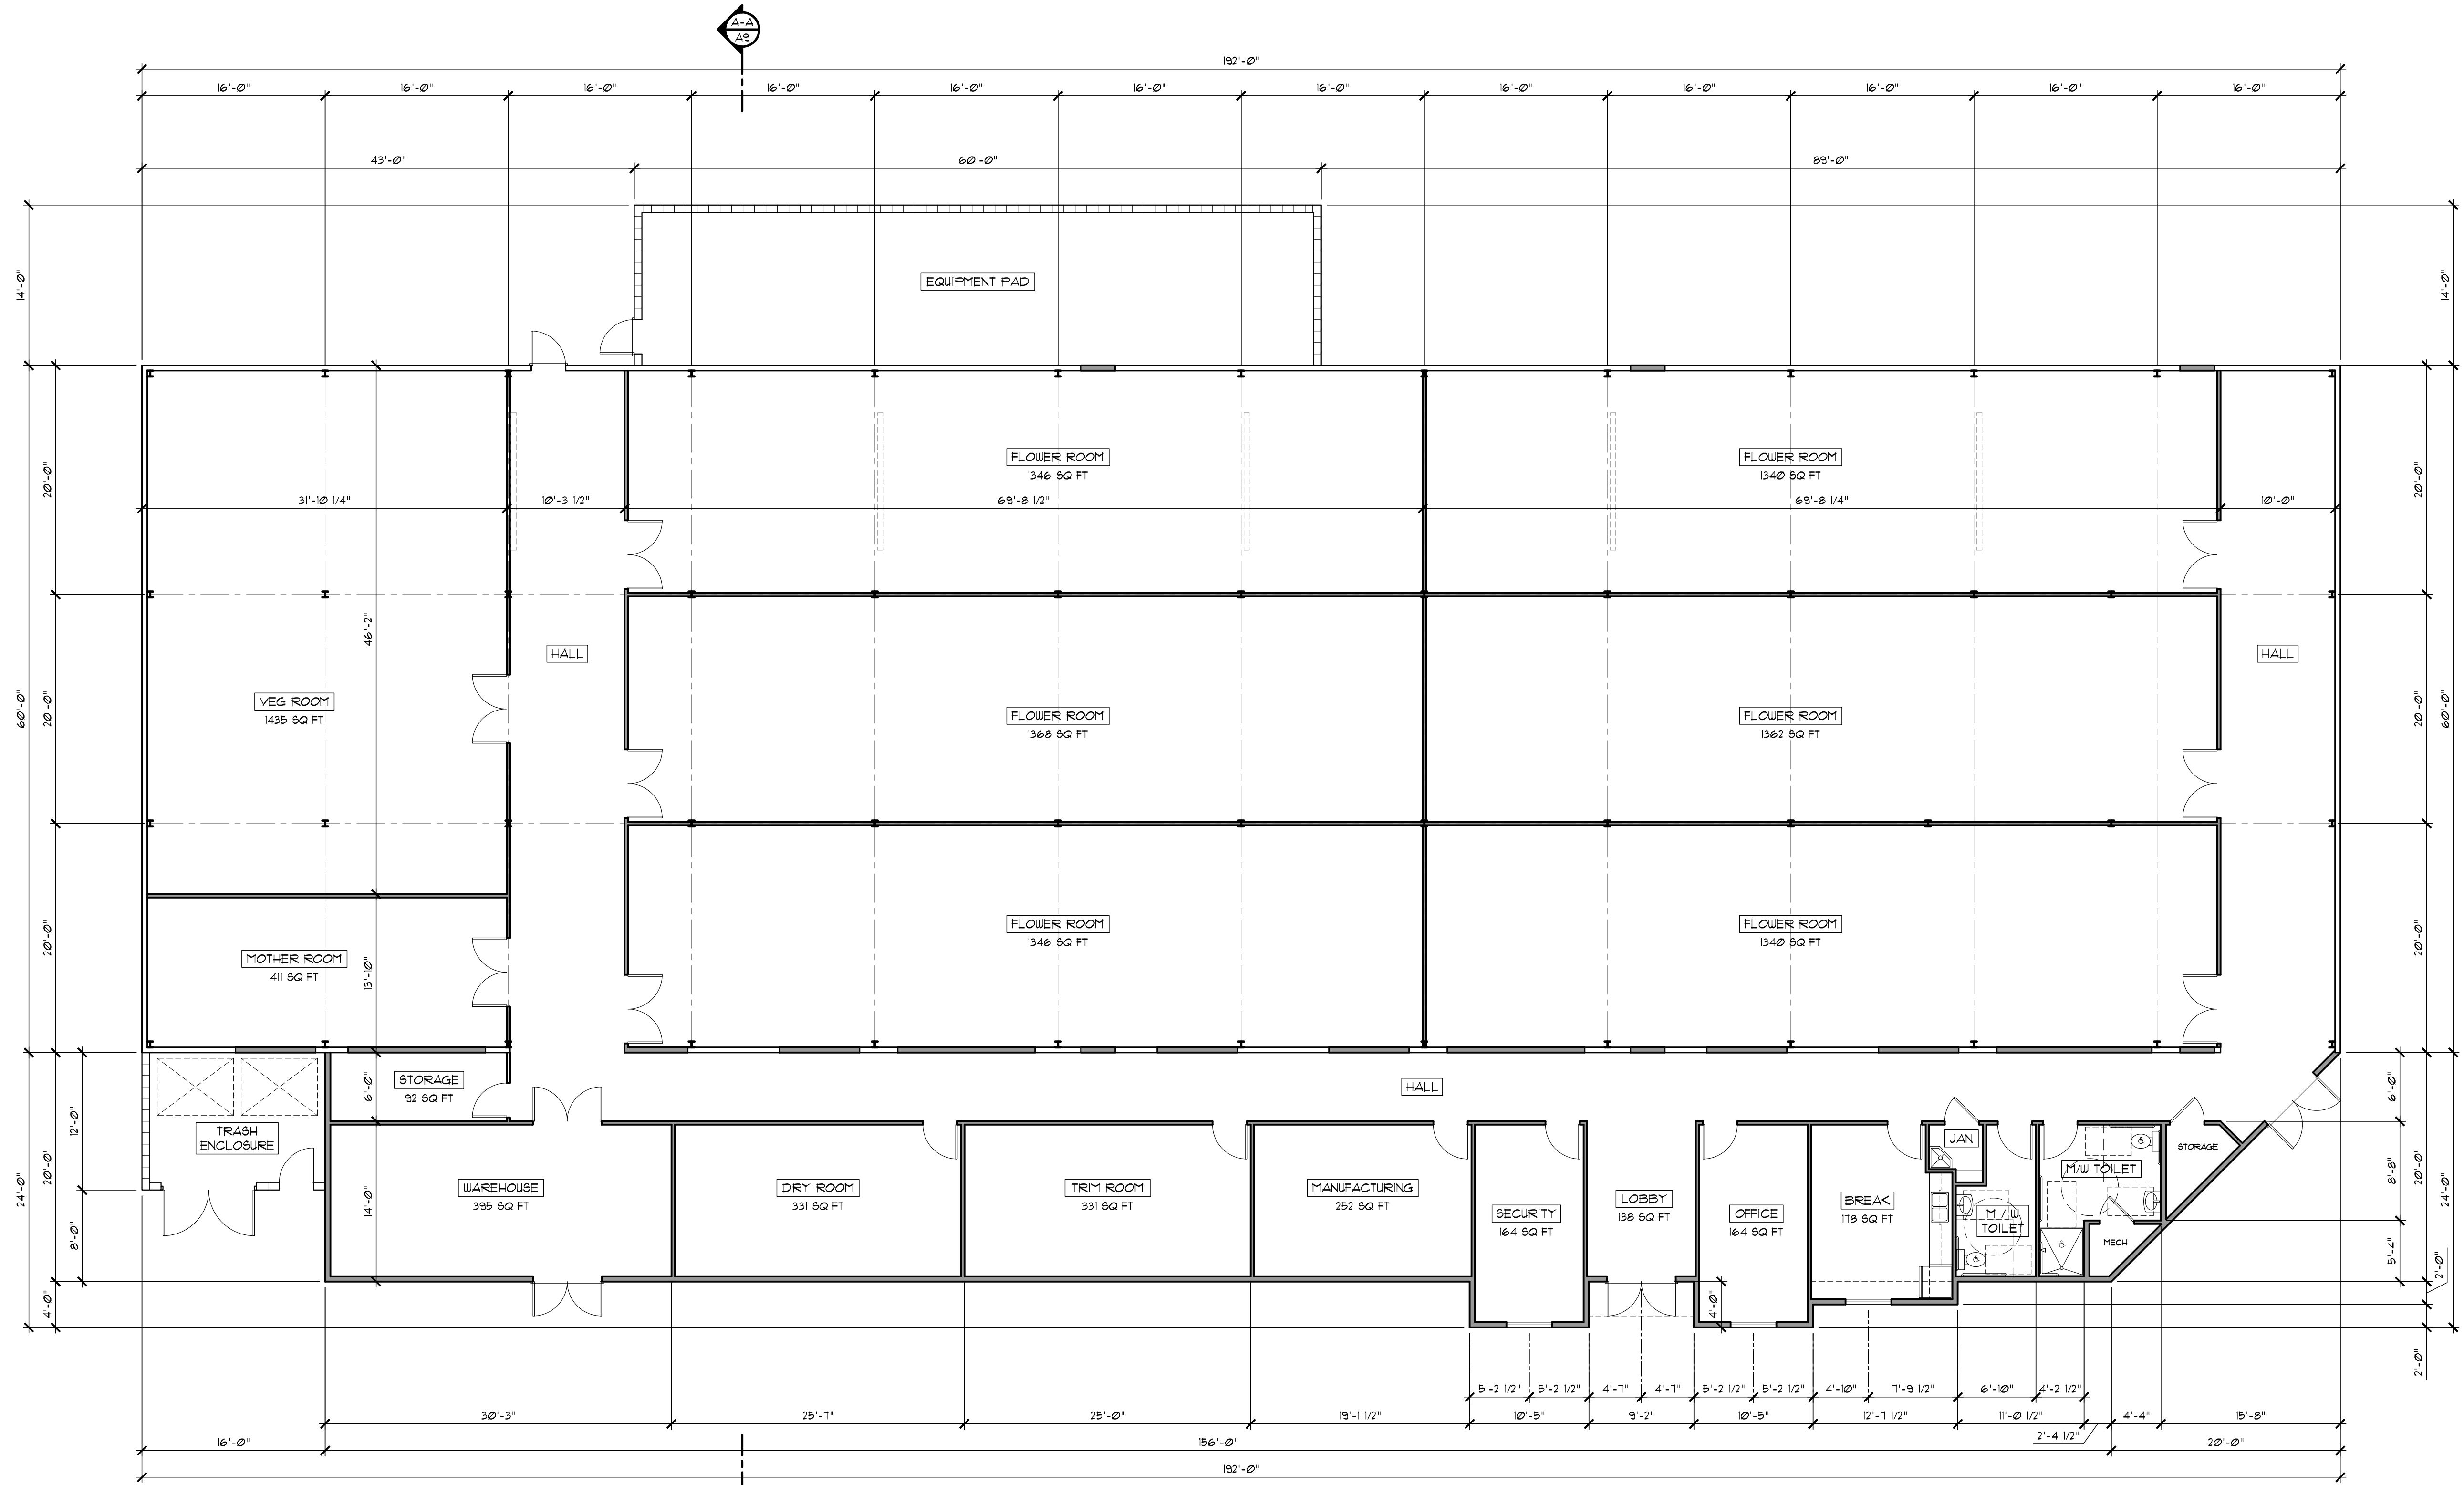 A-A
A9
192'-0"
16'-0" 16'-0" 16'-0" 16'-0" 16'-0" 16'-0" 16'-0" 16'-0" 16'-0" 16'-0" 16'-0" 16'-0"
43'-0" 60'-0" 89'-0"
14'-0"
EQUIPMENT PAD
14'-0"
20'-0"
FLOWER ROOM
1346 SQ FT
FLOWER ROOM
1340 SQ FT
20'-0"
31'-10 1/4" 10'-3 1/2" 69'-8 1/2" 69'-8 1/4" 10'-0"
46'-2"
HALL
HALL
60'-0"
20'-0"
VEG ROOM
1435 SQ FT
FLOWER ROOM
1368 SQ FT
FLOWER ROOM
1362 SQ FT
20'-0"
60'-0"
20'-0"
MOTHER ROOM
411 SQ FT
13'-10"
FLOWER ROOM
1346 SQ FT
FLOWER ROOM
1340 SQ FT
20'-0"
STORAGE
92 SQ FT
6'-0"
HALL
6'-0"
12'-0"
TRASH
ENCLOSURE
JAN
STORAGE
M/W TOILET
8'-8"
24'-0"
20'-0"
14'-0"
WAREHOUSE
395 SQ FT
DRY ROOM
331 SQ FT
TRIM ROOM
331 SQ FT
MANUFACTURING
252 SQ FT
SECURITY
164 SQ FT
LOBBY
138 SQ FT
OFFICE
164 SQ FT
BREAK
178 SQ FT
M / W
TOILET
MECH
20'-0"
24'-0"
8'-0"
5'-4"
2'-0"
4'-0"
4'-0"
2'-0"
5'-2 1/2" 5'-2 1/2" 4'-7" 4'-7" 5'-2 1/2" 5'-2 1/2" 4'-10" 7'-9 1/2" 6'-10" 4'-2 1/2"
30'-3" 25'-7" 25'-0" 19'-1 1/2" 10'-5" 9'-2" 10'-5" 12'-7 1/2" 11'-0 1/2" 4'-4" 15'-8"
2'-4 1/2"
16'-0" 156'-0" 20'-0"
192'-0"